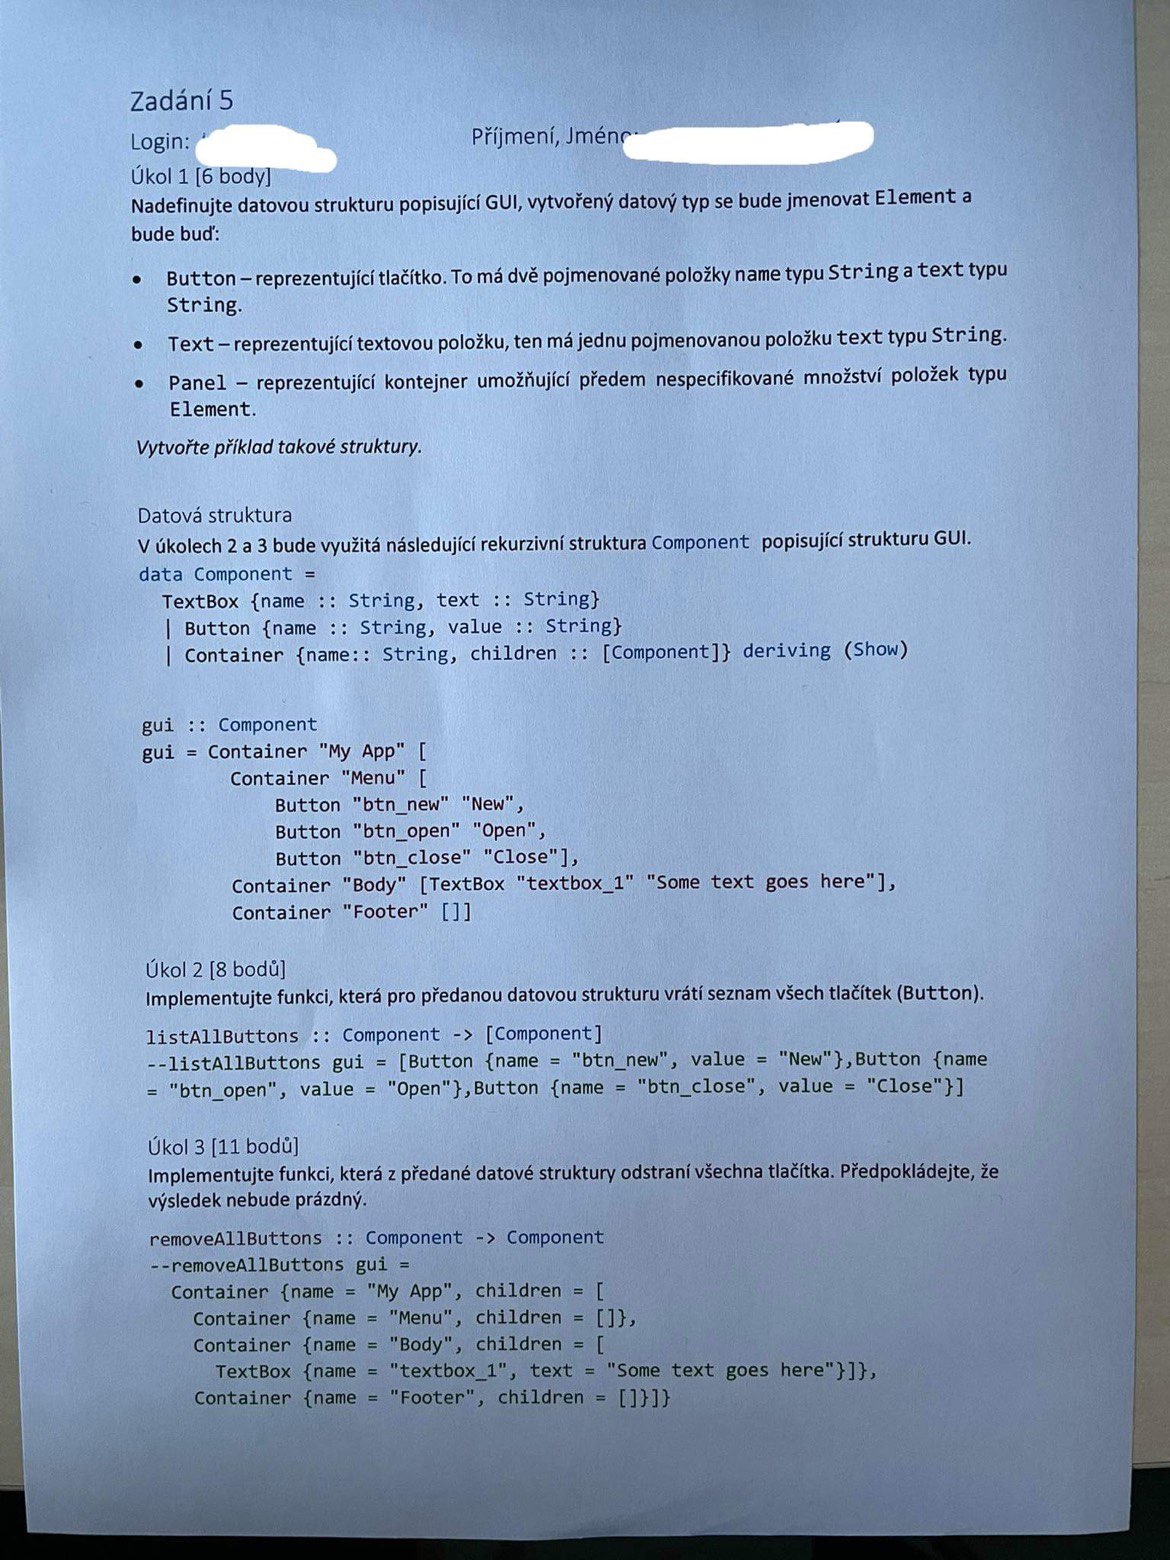 Zadání 5
Login:
Příjmení, Jméno:
Úkol 1 [6 body]
Nadefinujte datovou strukturu popisující GUI, vytvořený datový typ se bude jmenovat Element a
bude buď:
• Button – reprezentující tlačítko. To má dvě pojmenované položky name typu String a text typu
String.
• Text – reprezentující textovou položku, ten má jednu pojmenovanou položku text typu String.
• Panel – reprezentující kontejner umožňující předem nespecifikované množství položek typu
Element.
Vytvořte příklad takové struktury.
Datová struktura
V úkolech 2 a 3 bude využitá následující rekurzivní struktura Component popisující strukturu GUI.
data Component =
  TextBox {name :: String, text :: String}
  | Button {name :: String, value :: String}
  | Container {name:: String, children :: [Component]} deriving (Show)
gui :: Component
gui = Container "My App" [
        Container "Menu" [
            Button "btn_new" "New",
            Button "btn_open" "Open",
            Button "btn_close" "Close"],
        Container "Body" [TextBox "textbox_1" "Some text goes here"],
        Container "Footer" []]
Úkol 2 [8 bodů]
Implementujte funkci, která pro předanou datovou strukturu vrátí seznam všech tlačítek (Button).
listAllButtons :: Component -> [Component]
--listAllButtons gui = [Button {name = "btn_new", value = "New"},Button {name
= "btn_open", value = "Open"},Button {name = "btn_close", value = "Close"}]
Úkol 3 [11 bodů]
Implementujte funkci, která z předané datové struktury odstraní všechna tlačítka. Předpokládejte, že
výsledek nebude prázdný.
removeAllButtons :: Component -> Component
--removeAllButtons gui =
  Container {name = "My App", children = [
    Container {name = "Menu", children = []},
    Container {name = "Body", children = [
      TextBox {name = "textbox_1", text = "Some text goes here"}]},
    Container {name = "Footer", children = []}]}